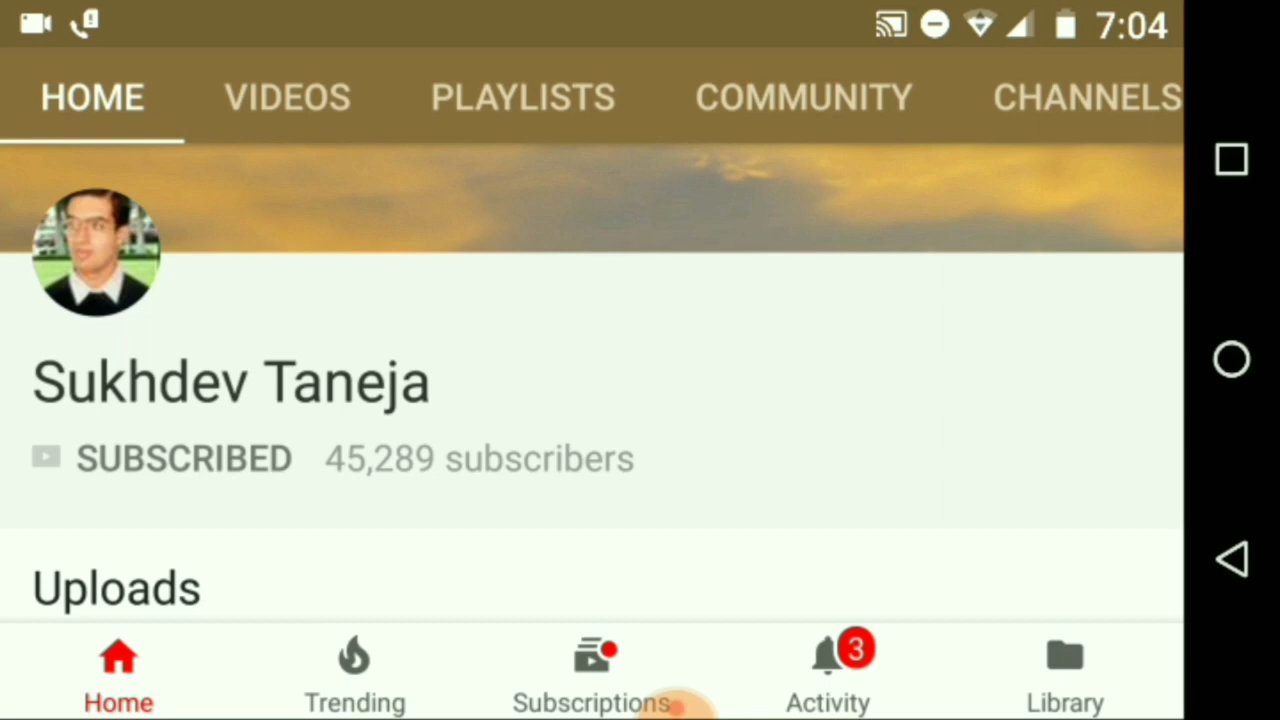 7:04
HOME VIDEOS PLAYLISTS COMMUNITY CHANNELS
Sukhdev Taneja
SUBSCRIBED 45,289 subscribers
Uploads
3
Home Trending Subscriptions Activity Library